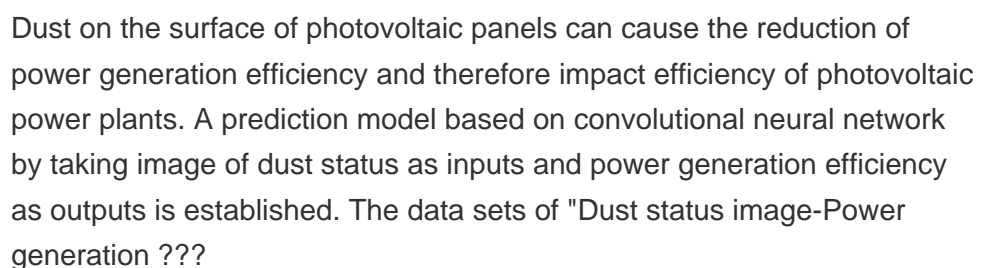 Dust on the surface of photovoltaic panels can cause the reduction of
power generation efficiency and therefore impact efficiency of photovoltaic
power plants. A prediction model based on convolutional neural network
by taking image of dust status as inputs and power generation efficiency
as outputs is established. The data sets of "Dust status image-Power
generation ???